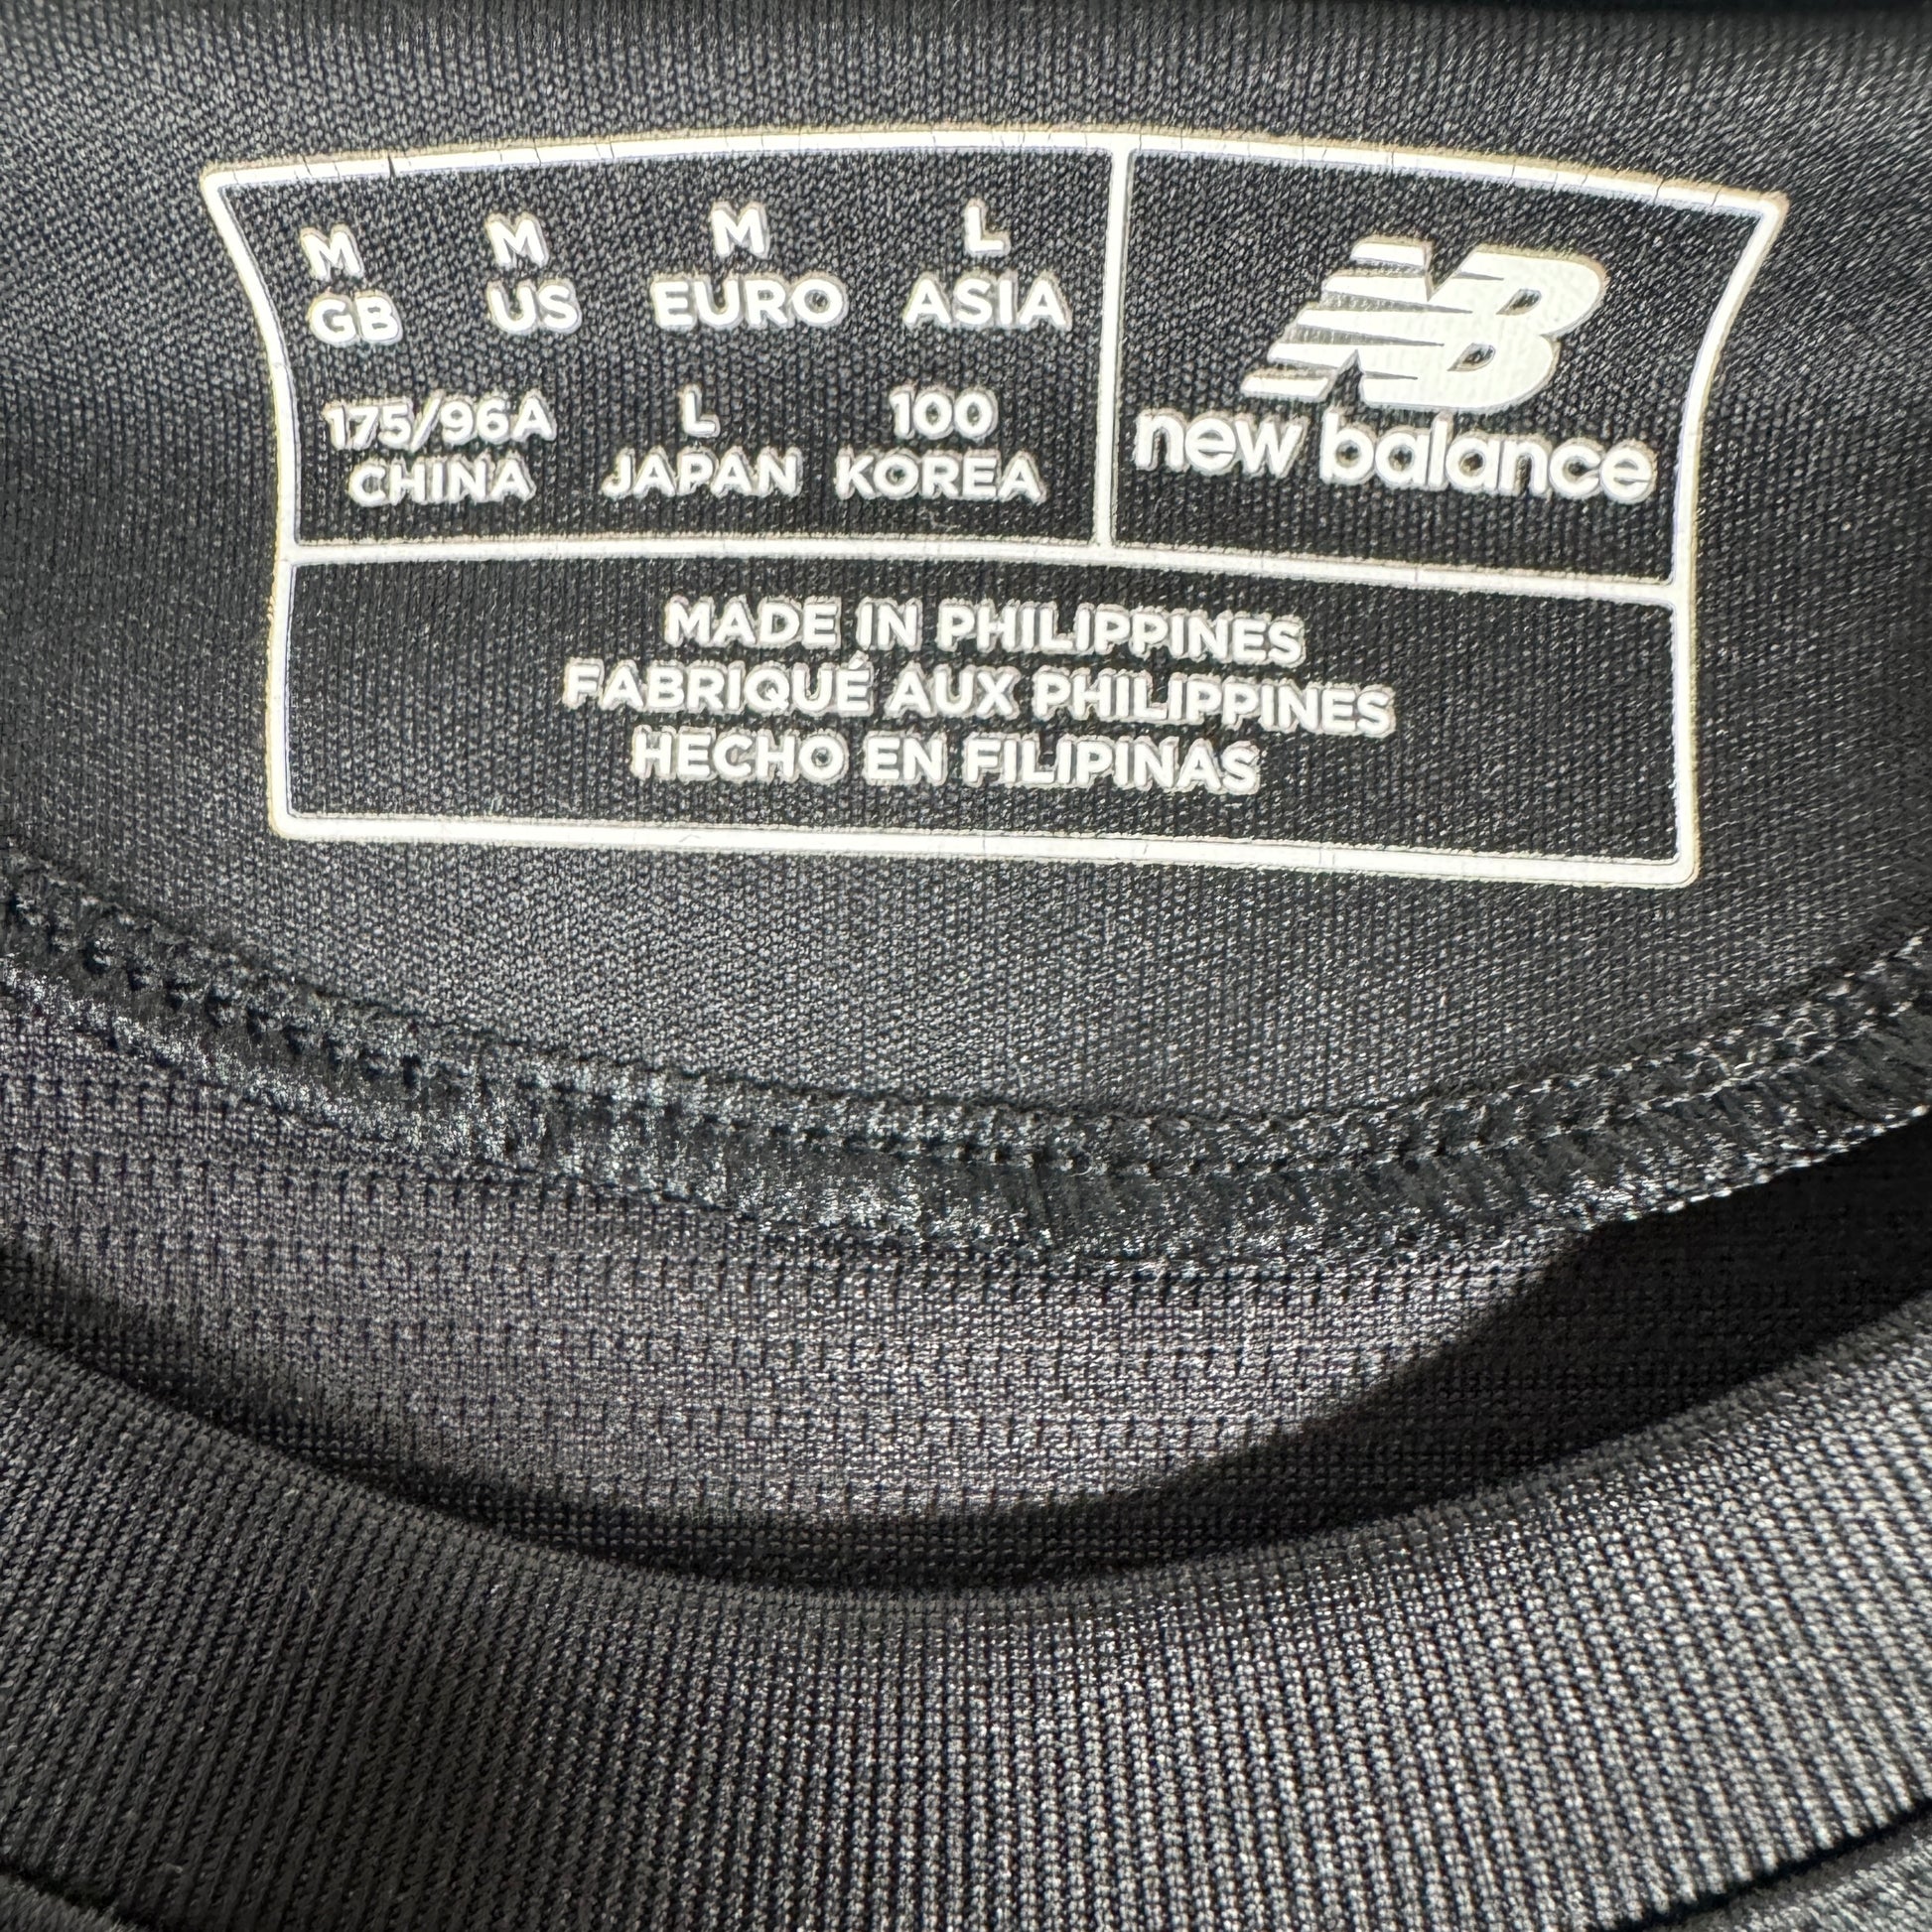 M M M L
GB US EURO ASIA
175/96A L 100
CHINA JAPAN KOREA
NB
new balance
MADE IN PHILIPPINES
FABRIQUÉ AUX PHILIPPINES
HECHO EN FILIPINAS